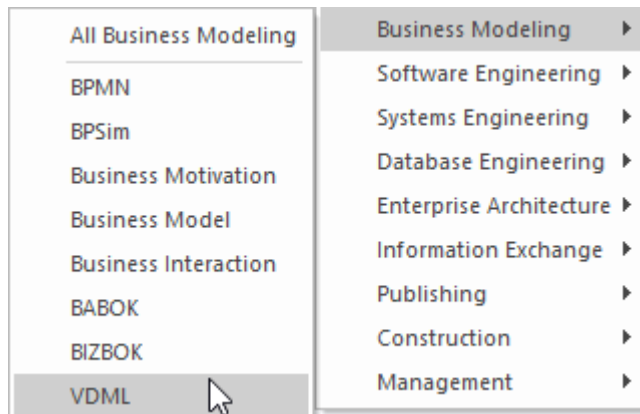 All Business Modeling
BPMN
BPSim
Business Motivation
Business Model
Business Interaction
BABOK
BIZBOK
VDML
Business Modeling
Software Engineering
Systems Engineering
Database Engineering
Enterprise Architecture
Information Exchange
Publishing
Construction
Management